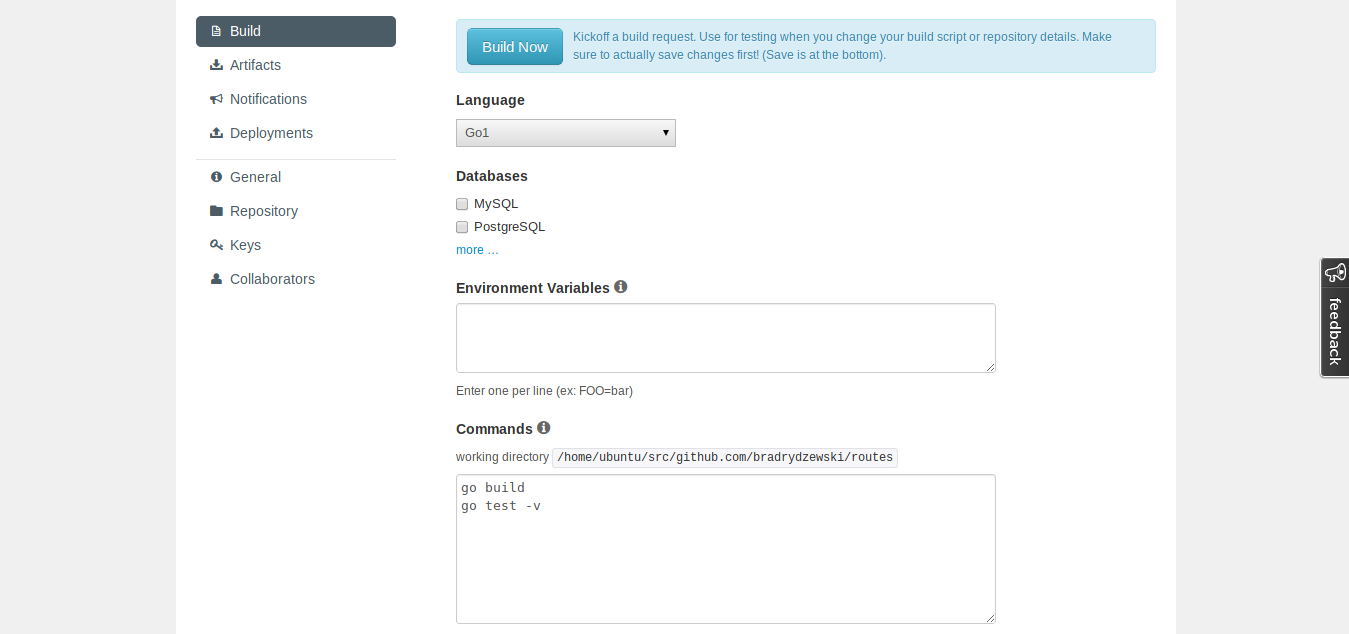 Build
Artifacts
Notifications
Deployments
General
Repository
Keys
Collaborators
Build Now
Kickoff a build request. Use for testing when you change your build script or repository details. Make
sure to actually save changes first! (Save is at the bottom).
Language
Go1
Databases
MySQL
PostgreSQL
more …
Environment Variables
Enter one per line (ex: FOO=bar)
Commands
working directory /home/ubuntu/src/github.com/bradrydzewski/routes
go build
go test -v
feedback